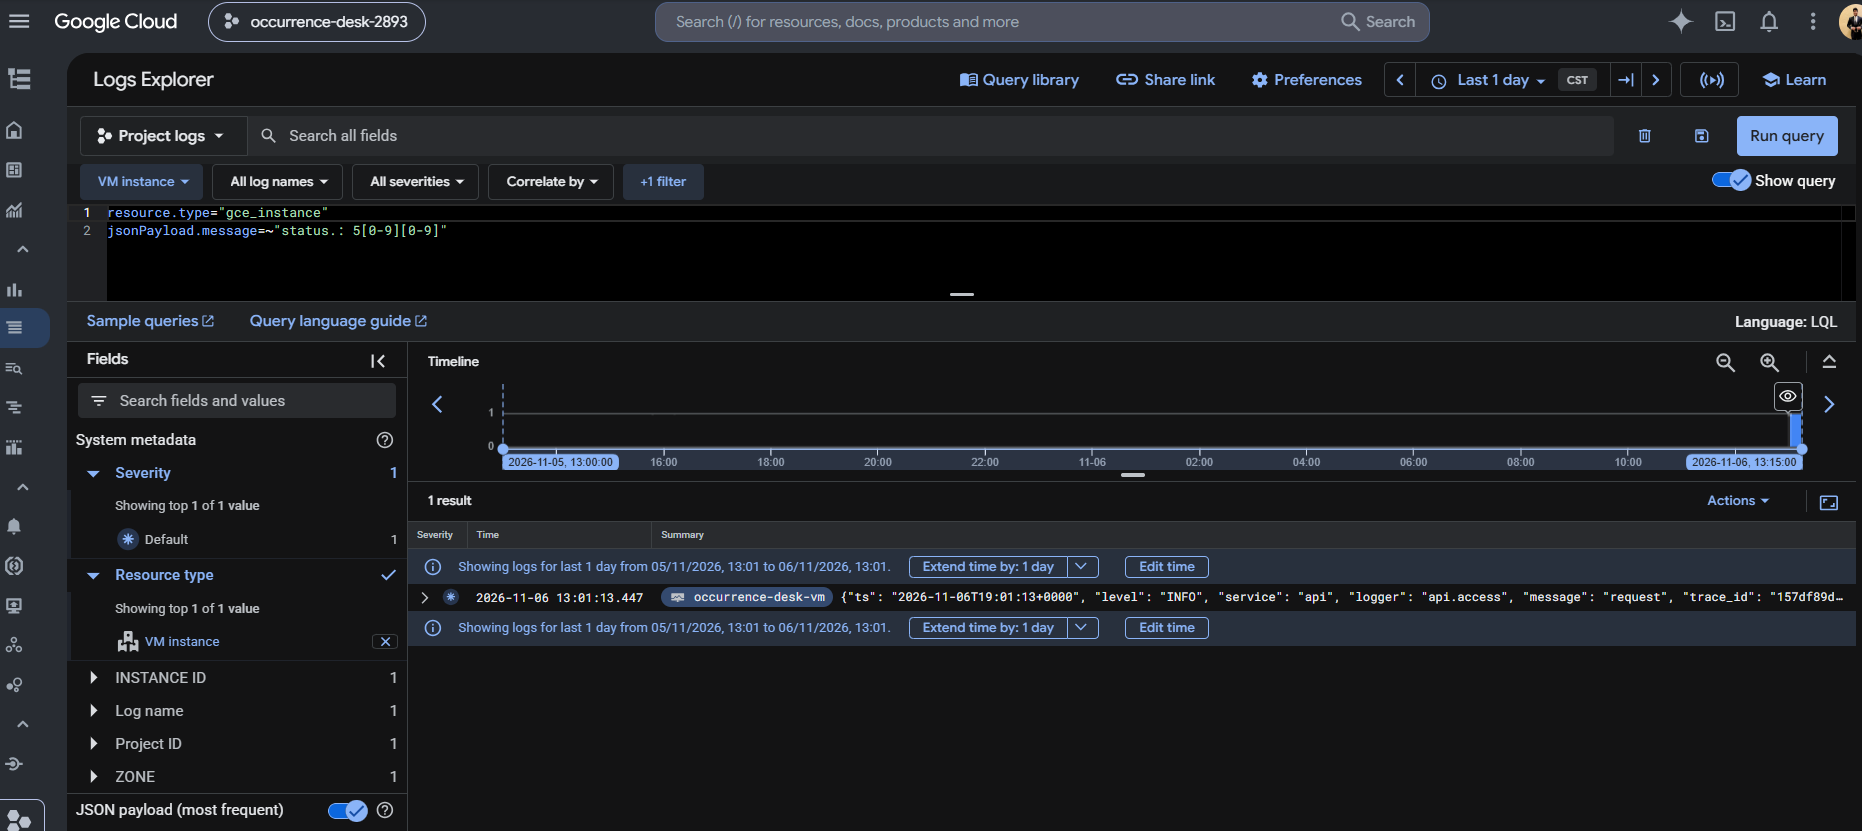 Google Cloud occurrence-desk-2893 Search (/) for resources, docs, products and more Search
Logs Explorer Query library Share link Preferences Last 1 day CST Learn
Project logs Search all fields Run query
VM instance All log names All severities Correlate by +1 filter Show query
1 resource.type="gce_instance"
2 jsonPayload.message=~"status.: 5[0-9][0-9]"
Sample queries Query language guide Language: LQL
Fields
Search fields and values
System metadata
Severity 1
Showing top 1 of 1 value
Default 1
Resource type
Showing top 1 of 1 value
VM instance
INSTANCE ID 1
Log name 1
Project ID 1
ZONE 1
JSON payload (most frequent)
Timeline
1
0
2026-11-05, 13:00:00 16:00 18:00 20:00 22:00 11-06 02:00 04:00 06:00 08:00 10:00 2026-11-06, 13:15:00
1 result Actions
Severity Time Summary
Showing logs for last 1 day from 05/11/2026, 13:01 to 06/11/2026, 13:01. Extend time by: 1 day Edit time
2026-11-06 13:01:13.447 occurrence-desk-vm {"ts": "2026-11-06T19:01:13+0000", "level": "INFO", "service": "api", "logger": "api.access", "message": "request", "trace_id": "157df89d…
Showing logs for last 1 day from 05/11/2026, 13:01 to 06/11/2026, 13:01. Extend time by: 1 day Edit time